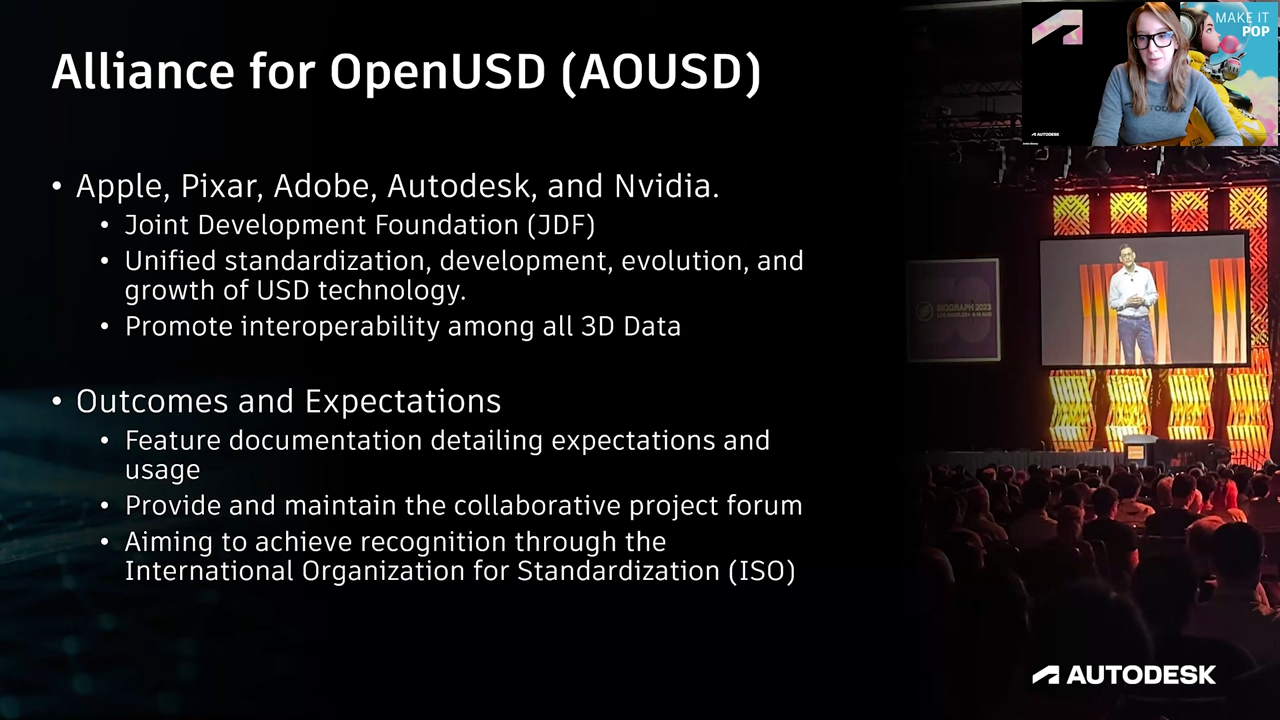 Alliance for OpenUSD (AOUSD)
• Apple, Pixar, Adobe, Autodesk, and Nvidia.
• Joint Development Foundation (JDF)
• Unified standardization, development, evolution, and
growth of USD technology.
• Promote interoperability among all 3D Data
• Outcomes and Expectations
• Feature documentation detailing expectations and
usage
• Provide and maintain the collaborative project forum
• Aiming to achieve recognition through the
International Organization for Standardization (ISO)
MAKE IT
POP
AUTODESK
AUTODESK
SIGGRAPH 2023
AUTODESK